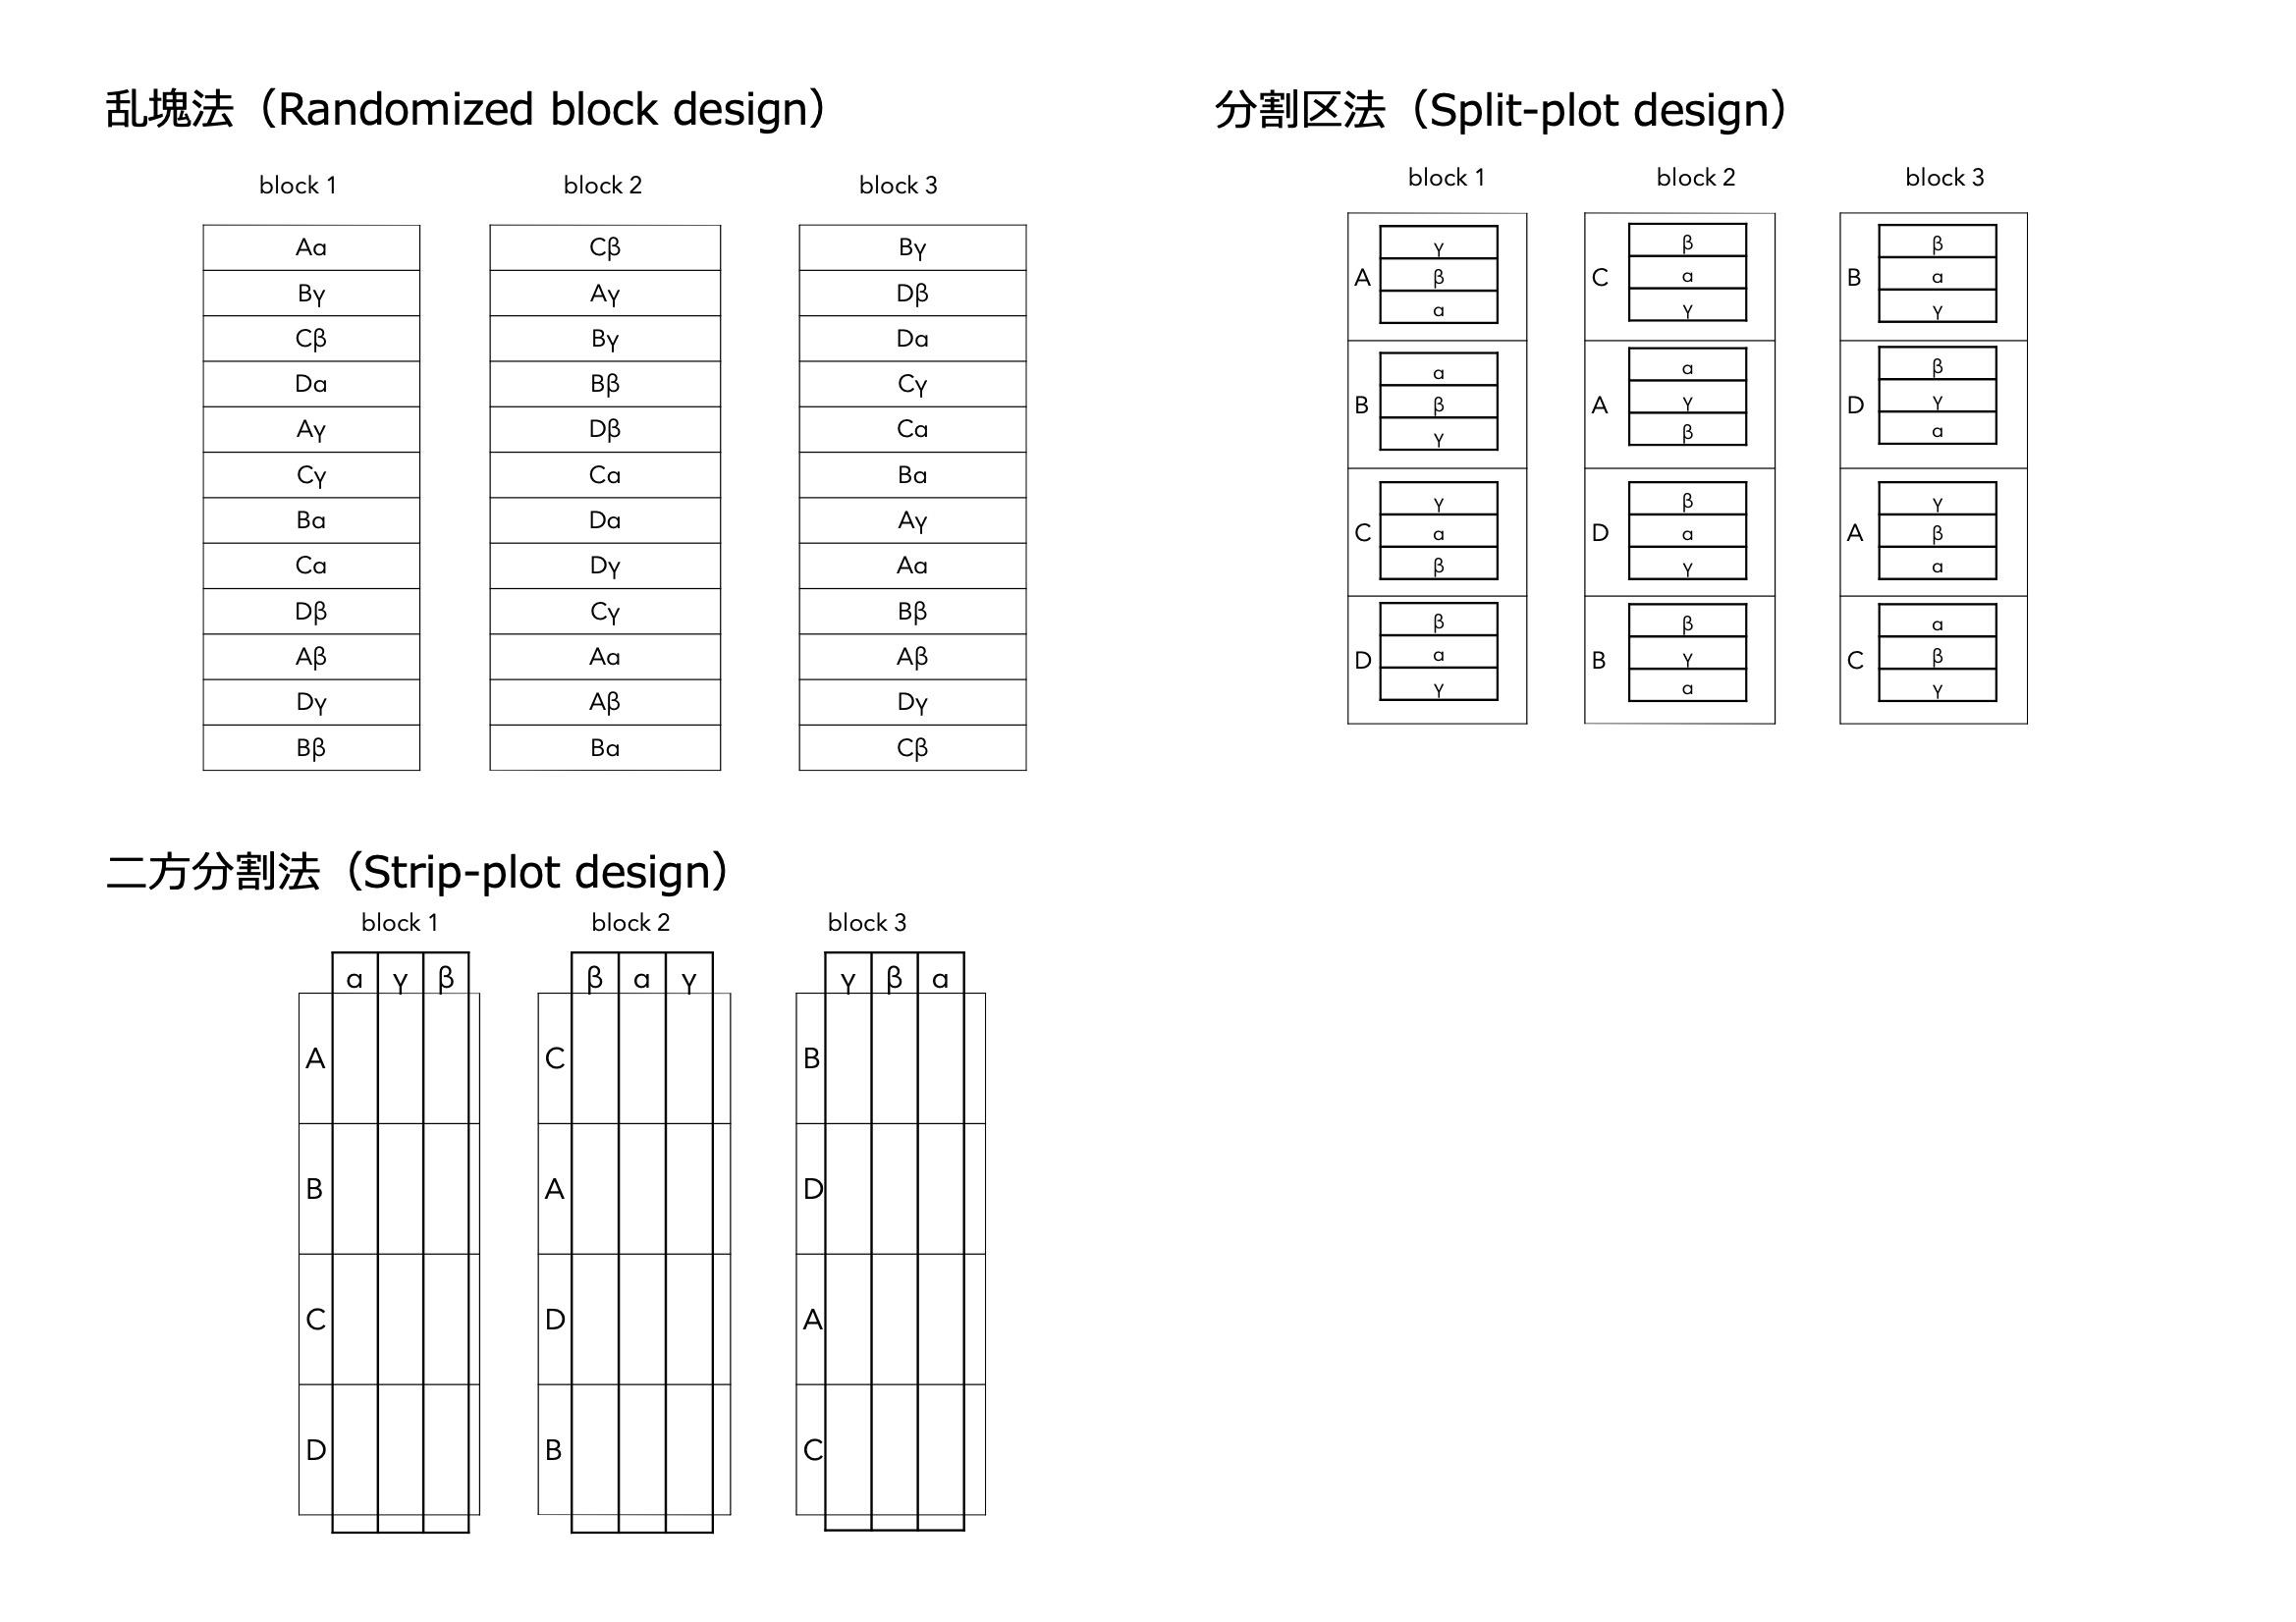 乱塊法（Randomized block design）
block 1 block 2 block 3
Aα Cβ Bγ
Bγ Aγ Dβ
Cβ Bγ Dα
Dα Bβ Cγ
Aγ Dβ Cα
Cγ Cα Bα
Bα Dα Aγ
Cα Dγ Aα
Dβ Cγ Bβ
Aβ Aα Aβ
Dγ Aβ Dγ
Bβ Bα Cβ
分割区法（Split-plot design）
block 1 block 2 block 3
γ β β
A β C α B α
α γ γ
α α β
B β A γ D γ
γ β α
γ β γ
C α D α A β
β γ α
β β α
D α B γ C β
γ α γ
二方分割法（Strip-plot design）
block 1 block 2 block 3
α γ β β α γ γ β α
A C B
B A D
C D A
D B C